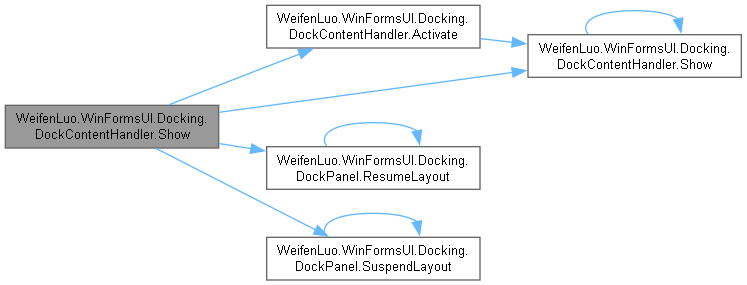 WeifenLuo.WinFormsUI.Docking.
DockContentHandler.Show
WeifenLuo.WinFormsUI.Docking.
DockContentHandler.Activate
WeifenLuo.WinFormsUI.Docking.
DockContentHandler.Show
WeifenLuo.WinFormsUI.Docking.
DockPanel.ResumeLayout
WeifenLuo.WinFormsUI.Docking.
DockPanel.SuspendLayout